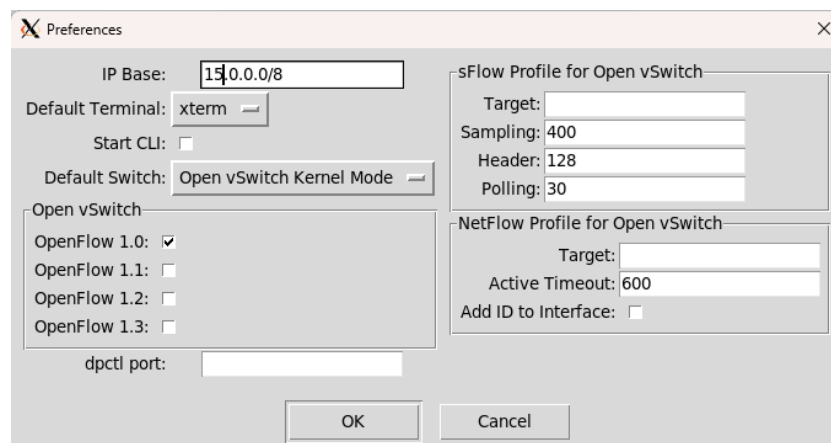 Preferences
IP Base: 15.0.0.0/8
Default Terminal: xterm
Start CLI:
Default Switch: Open vSwitch Kernel Mode
Open vSwitch
OpenFlow 1.0:
OpenFlow 1.1:
OpenFlow 1.2:
OpenFlow 1.3:
dpctl port:
sFlow Profile for Open vSwitch
Target:
Sampling: 400
Header: 128
Polling: 30
NetFlow Profile for Open vSwitch
Target:
Active Timeout: 600
Add ID to Interface:
OK Cancel